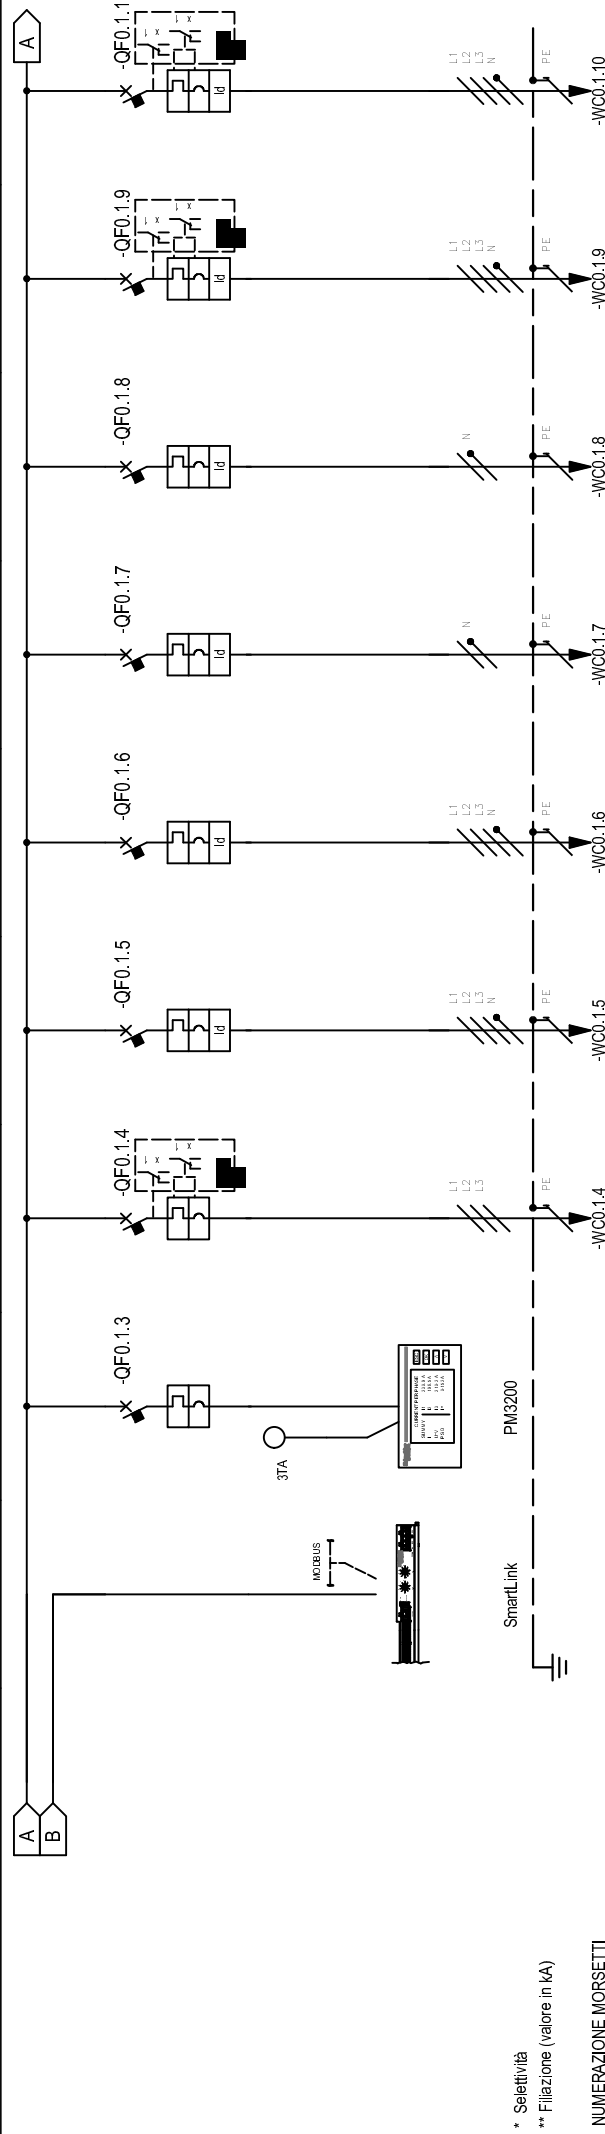 A
B
A
-QF0.1.3
-QF0.1.4
-QF0.1.5
-QF0.1.6
-QF0.1.7
-QF0.1.8
-QF0.1.9
-QF0.1.1
Id
Id
Id
Id
Id
Id
MODBUS
3TA
CURRENT PER PHASE
L1
L2
L3
PE
L1
L2
L3
N
PE
L1
L2
L3
N
PE
N
PE
N
PE
L1
L2
L3
N
PE
L1
L2
L3
N
PE
SmartLink
PM3200
-WC0.1.4
-WC0.1.5
-WC0.1.6
-WC0.1.7
-WC0.1.8
-WC0.1.9
-WC0.1.10
* Selettività
** Filiazione (valore in kA)
NUMERAZIONE MORSETTI